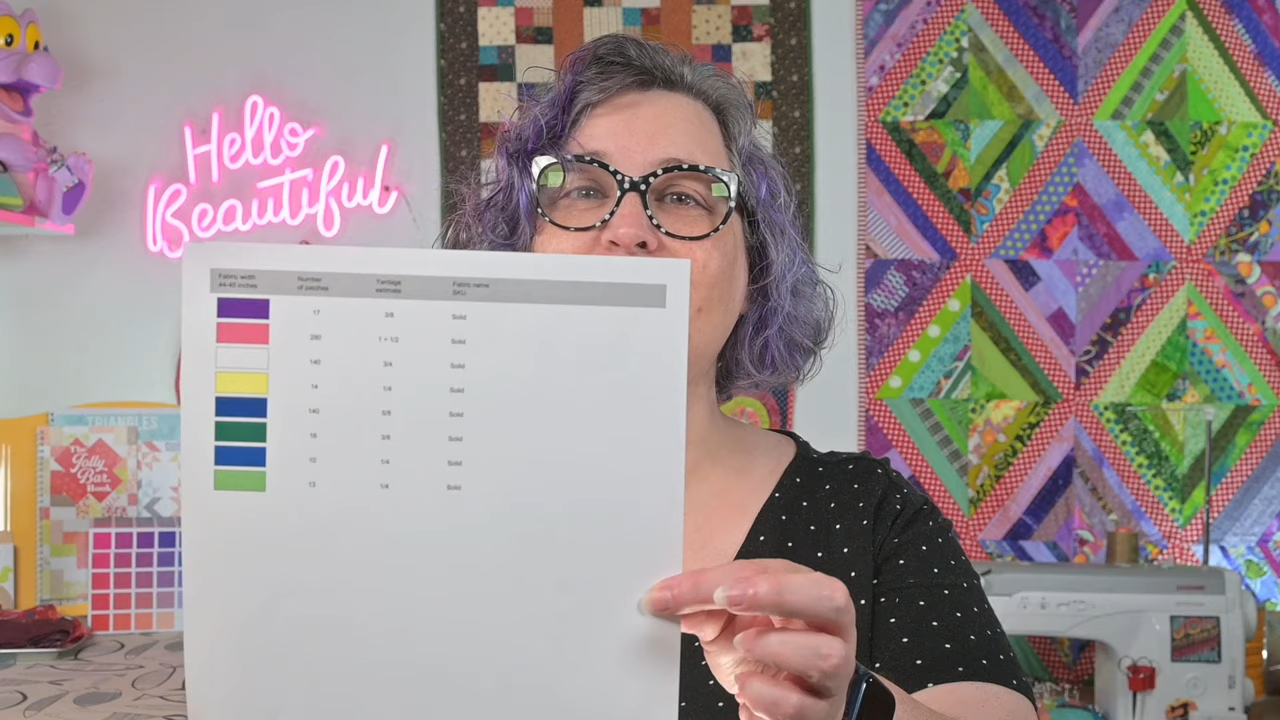 Hello
Beautiful
Fabric width
44-45 inches
Number
of patches
Yardage
estimate
Fabric name
SKU
17 3/8 Solid
280 1 + 1/2 Solid
140 3/4 Solid
14 1/4 Solid
140 5/8 Solid
16 3/8 Solid
12 1/4 Solid
13 1/4 Solid
TRIANGLES
The
Jolly
Bar
Book